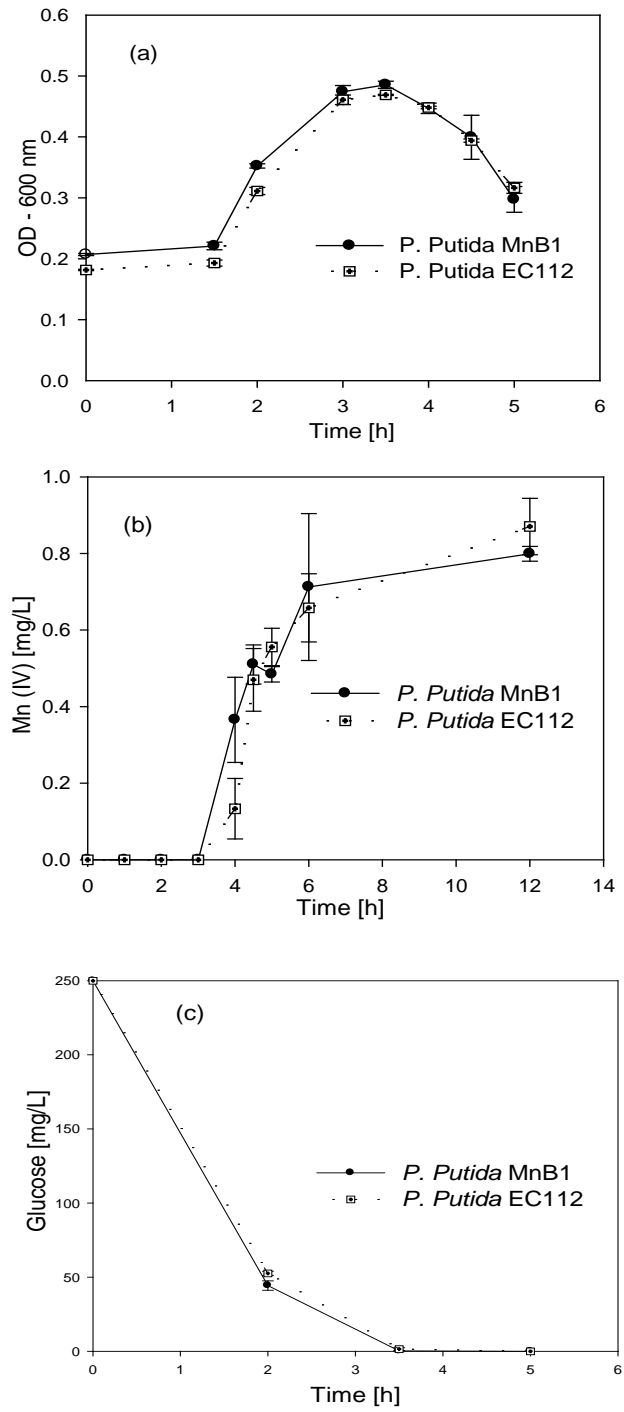 0.6
(a)
0.5
0.4
OD - 600 nm
0.3
P. Putida MnB1
0.2
P. Putida EC112
0.1
0.0
0 1 2 3 4 5 6
Time [h]
1.0
(b)
0.8
Mn (IV) [mg/L]
0.6
P. Putida MnB1
0.4
P. Putida EC112
0.2
0.0
0 2 4 6 8 10 12 14
Time [h]
250
(c)
200
Glucose [mg/L]
150
P. Putida MnB1
P. Putida EC112
100
50
0
0 1 2 3 4 5 6
Time [h]